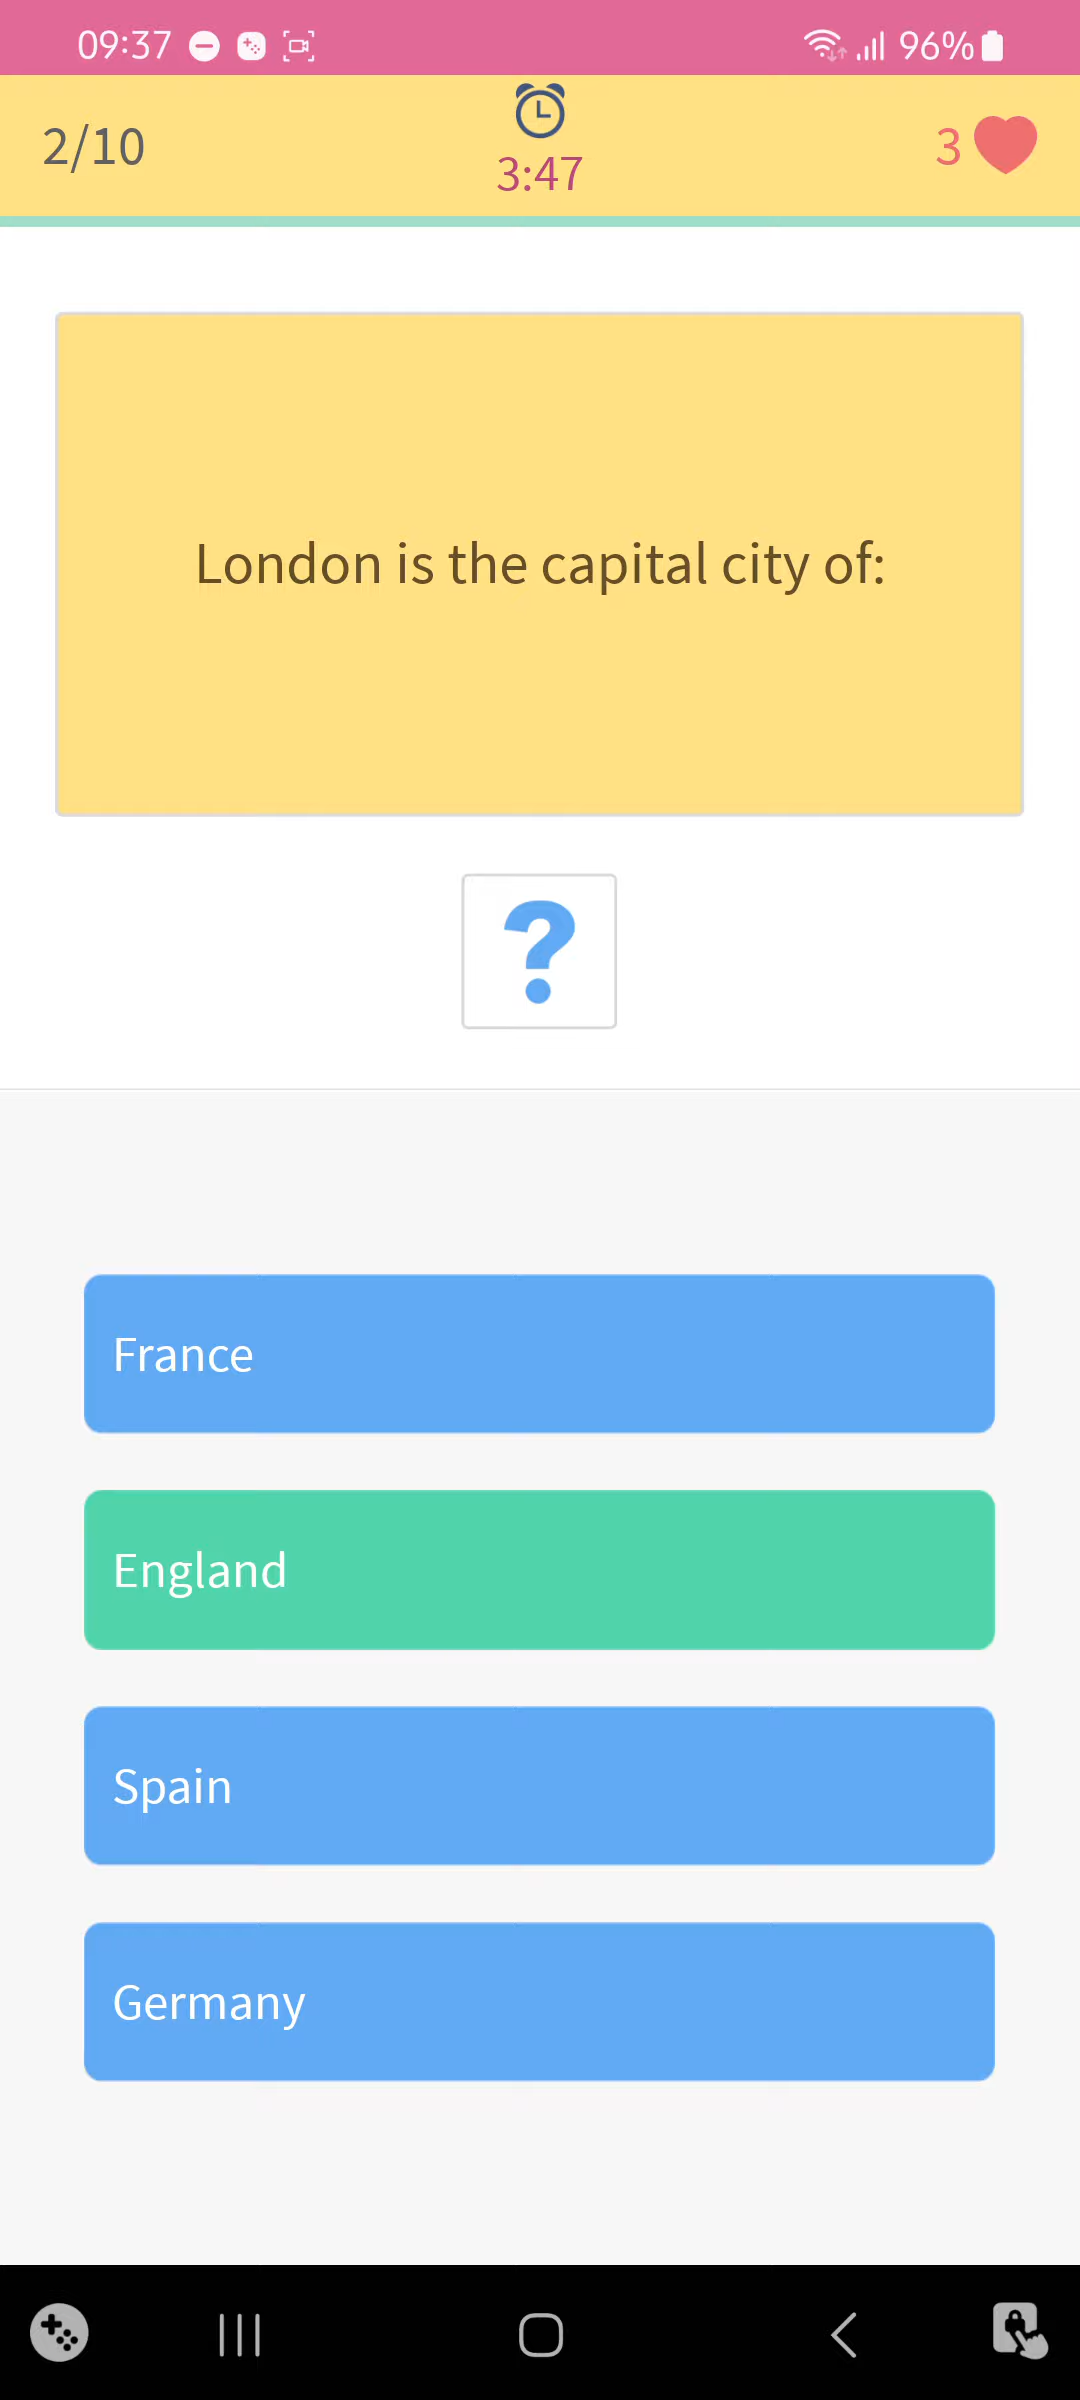 09:37 96%
2/10
3:47
3
London is the capital city of:
?
France
England
Spain
Germany